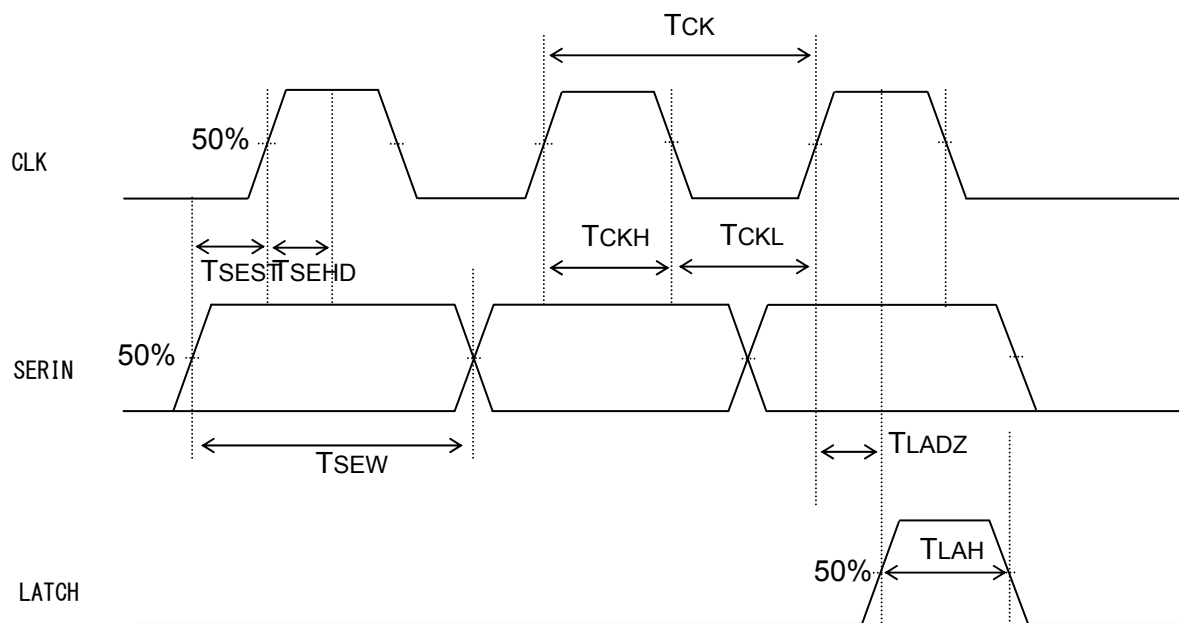 TCK
50%
CLK
TCKH
TCKL
TSEST
TSEHD
50%
SERIN
TSEW
TLADZ
50%
TLAH
LATCH